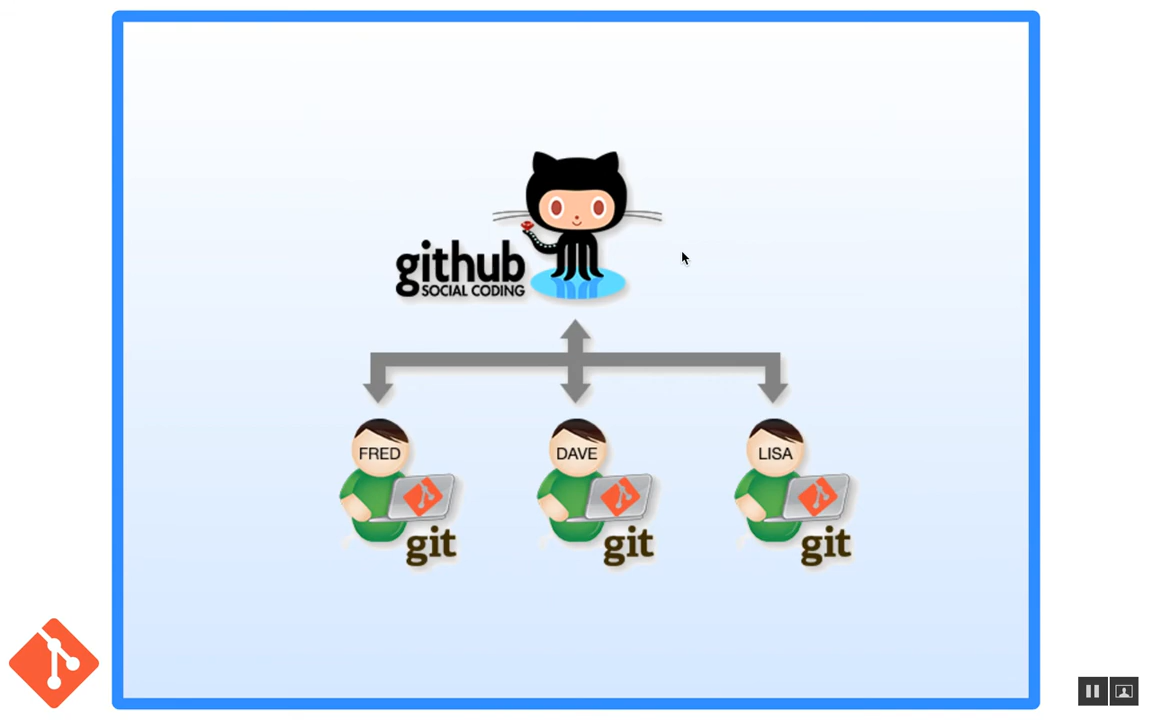 github
SOCIAL CODING
FRED
DAVE
LISA
git
git
git